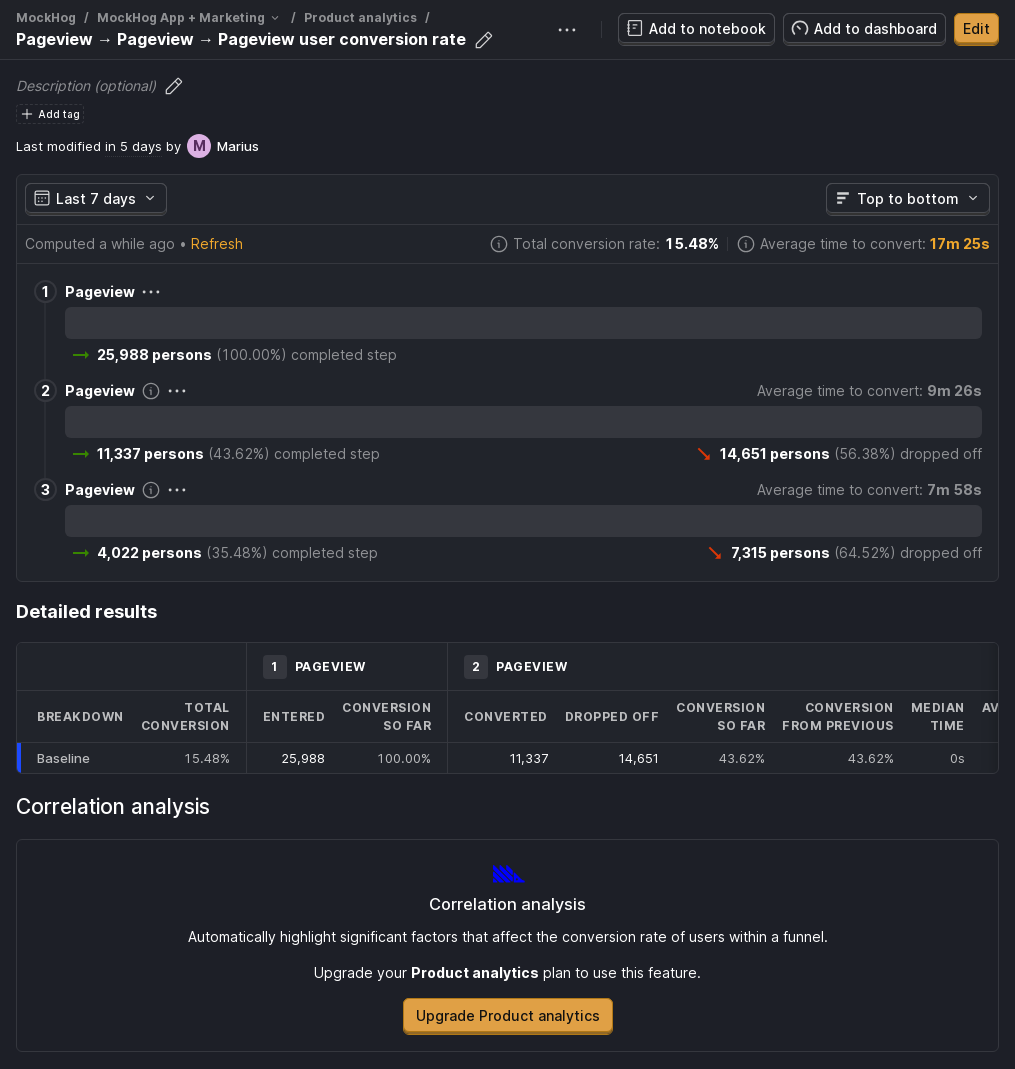 MockHog / MockHog App + Marketing / Product analytics /
Pageview → Pageview → Pageview user conversion rate
Add to notebook
Add to dashboard
Edit
Description (optional)
Add tag
Last modified in 5 days by M Marius
Last 7 days
Top to bottom
Computed a while ago • Refresh
Total conversion rate: 15.48%
Average time to convert: 17m 25s
1 Pageview
25,988 persons (100.00%) completed step
2 Pageview
Average time to convert: 9m 26s
11,337 persons (43.62%) completed step
14,651 persons (56.38%) dropped off
3 Pageview
Average time to convert: 7m 58s
4,022 persons (35.48%) completed step
7,315 persons (64.52%) dropped off
Detailed results
1 PAGEVIEW
2 PAGEVIEW
BREAKDOWN
TOTAL
CONVERSION
ENTERED
CONVERSION
SO FAR
CONVERTED
DROPPED OFF
CONVERSION
SO FAR
CONVERSION
FROM PREVIOUS
MEDIAN
TIME
AV
Baseline 15.48% 25,988 100.00% 11,337 14,651 43.62% 43.62% 0s
Correlation analysis
Correlation analysis
Automatically highlight significant factors that affect the conversion rate of users within a funnel.
Upgrade your Product analytics plan to use this feature.
Upgrade Product analytics